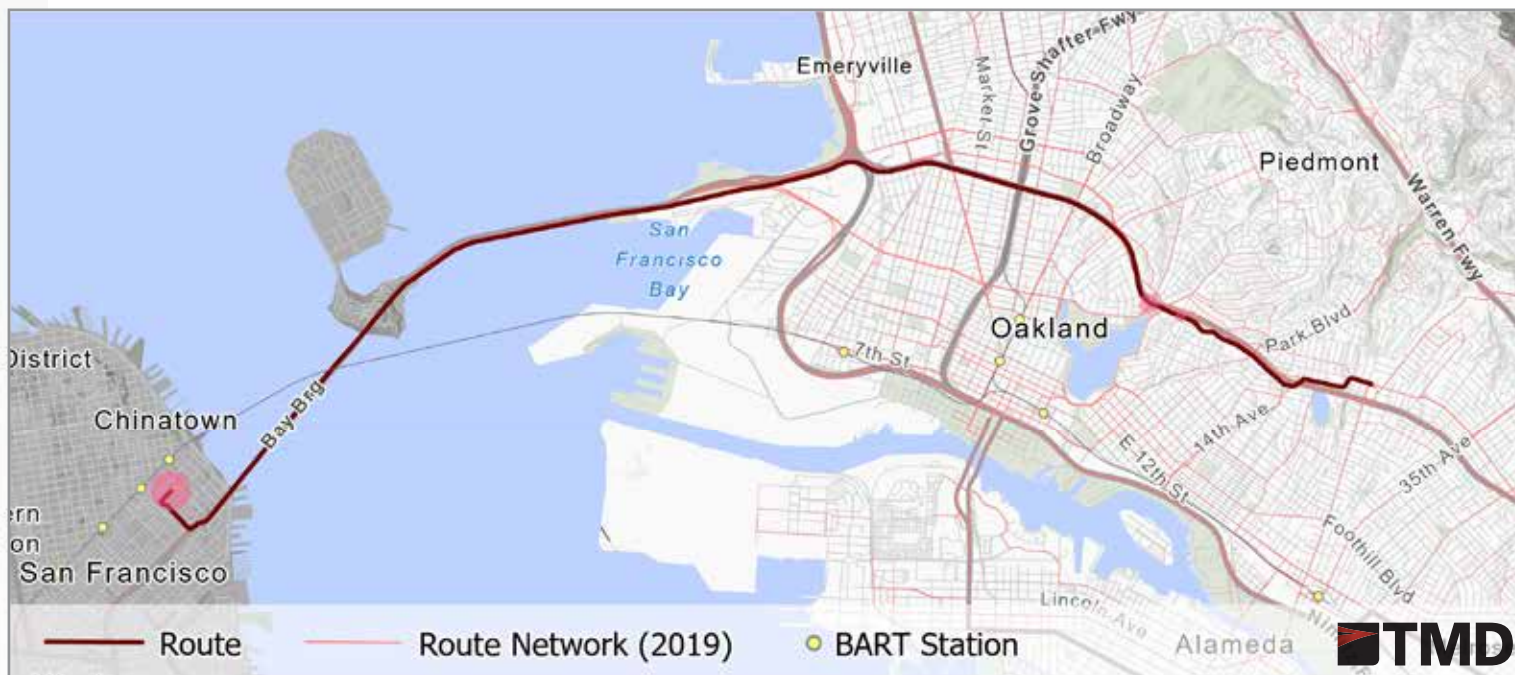 Emeryville
Market St
Grove-Shafter Fwy
Broadway
Piedmont
Warren Fwy
San
Francisco
Bay
Oakland
Park Blvd
7th St
District
Chinatown
Bay Brg
14th Ave
E 12th St
35th Ave
Foothill Blvd
ern
on
San Francisco
Lincoln Ave
Alameda
Route
Route Network (2019)
BART Station
TMD